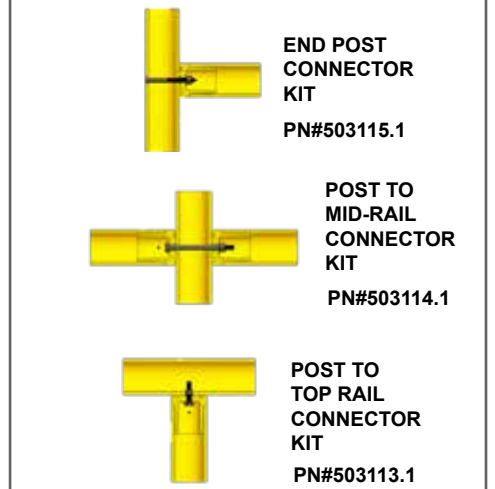 END POST
CONNECTOR
KIT
PN#503115.1
POST TO
MID-RAIL
CONNECTOR
KIT
PN#503114.1
POST TO
TOP RAIL
CONNECTOR
KIT
PN#503113.1